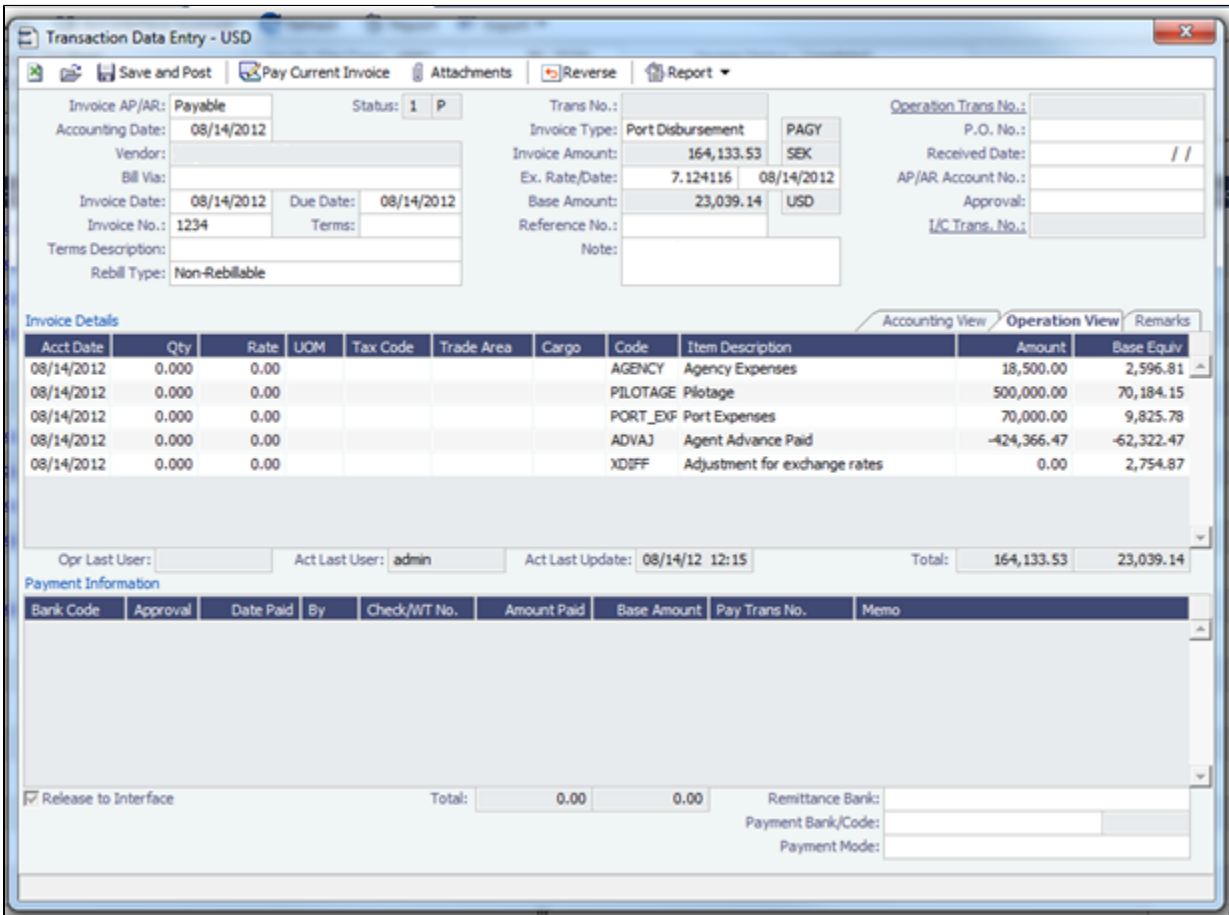 Transaction Data Entry - USD
Save and Post Pay Current Invoice Attachments Reverse Report
Invoice AP/AR: Payable Status: 1 P Trans No.: Operation Trans No.:
Accounting Date: 08/14/2012 Invoice Type: Port Disbursement PAGY P.O. No.:
Vendor: Invoice Amount: 164,133.53 SEK Received Date: / /
Bill Via: Ex. Rate/Date: 7.124116 08/14/2012 AP/AR Account No.:
Invoice Date: 08/14/2012 Due Date: 08/14/2012 Base Amount: 23,039.14 USD Approval:
Invoice No.: 1234 Terms: Reference No.: I/C Trans. No.:
Terms Description: Note:
Rebill Type: Non-Rebillable
Invoice Details Accounting View Operation View Remarks
Acct Date Qty Rate UOM Tax Code Trade Area Cargo Code Item Description Amount Base Equiv
08/14/2012 0.000 0.00 AGENCY Agency Expenses 18,500.00 2,596.81
08/14/2012 0.000 0.00 PILOTAGE Pilotage 500,000.00 70,184.15
08/14/2012 0.000 0.00 PORT_EXP Port Expenses 70,000.00 9,825.78
08/14/2012 0.000 0.00 ADVAJ Agent Advance Paid -424,366.47 -62,322.47
08/14/2012 0.000 0.00 XDIFF Adjustment for exchange rates 0.00 2,754.87
Opr Last User: Act Last User: admin Act Last Update: 08/14/12 12:15 Total: 164,133.53 23,039.14
Payment Information
Bank Code Approval Date Paid By Check/WT No. Amount Paid Base Amount Pay Trans No. Memo
Release to Interface Total: 0.00 0.00 Remittance Bank:
Payment Bank/Code:
Payment Mode: